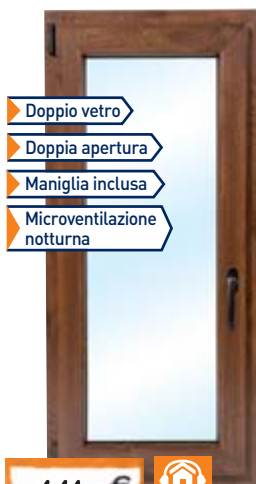 Doppio vetro
Doppia apertura
Maniglia inclusa
Microventilazione
notturna
€